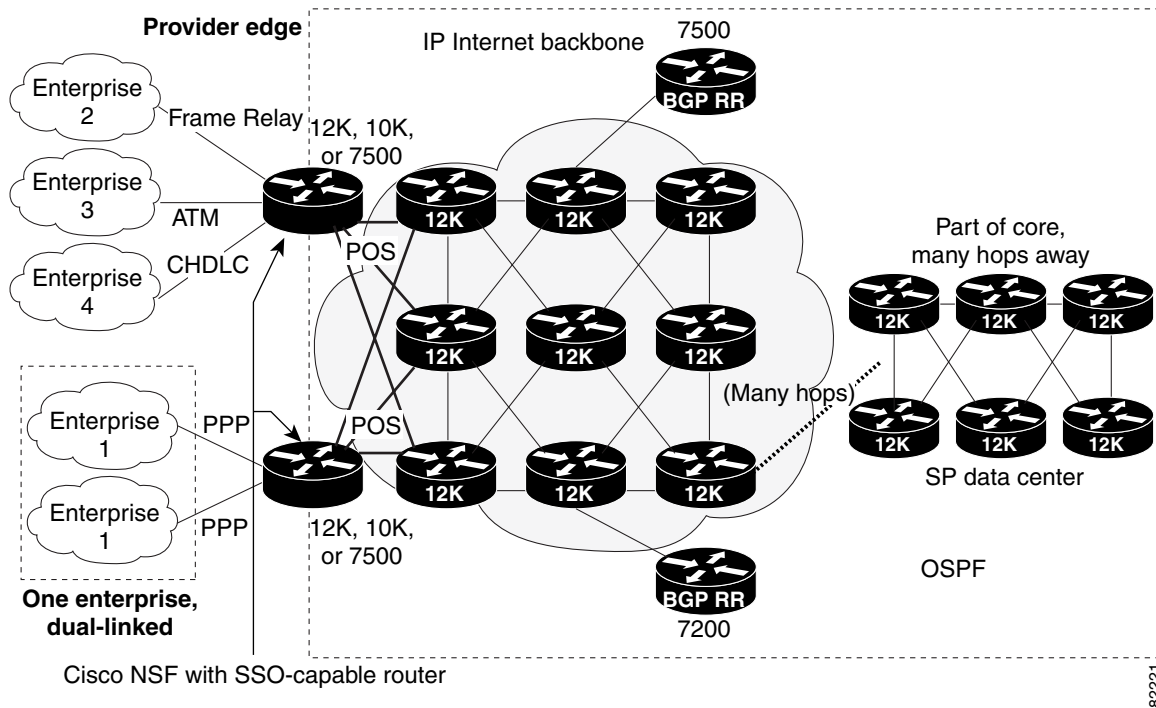 Provider edge
IP Internet backbone
7500
BGP RR
Enterprise
2
Frame Relay
12K, 10K,
or 7500
Enterprise
3
ATM
12K
12K
12K
POS
CHDLC
Enterprise
4
Part of core,
many hops away
12K
12K
12K
12K
12K
12K
(Many hops)
Enterprise
1
PPP
POS
12K
12K
12K
SP data center
12K
12K
12K
Enterprise
1
PPP
12K, 10K,
or 7500
OSPF
BGP RR
7200
One enterprise,
dual-linked
Cisco NSF with SSO-capable router
82221